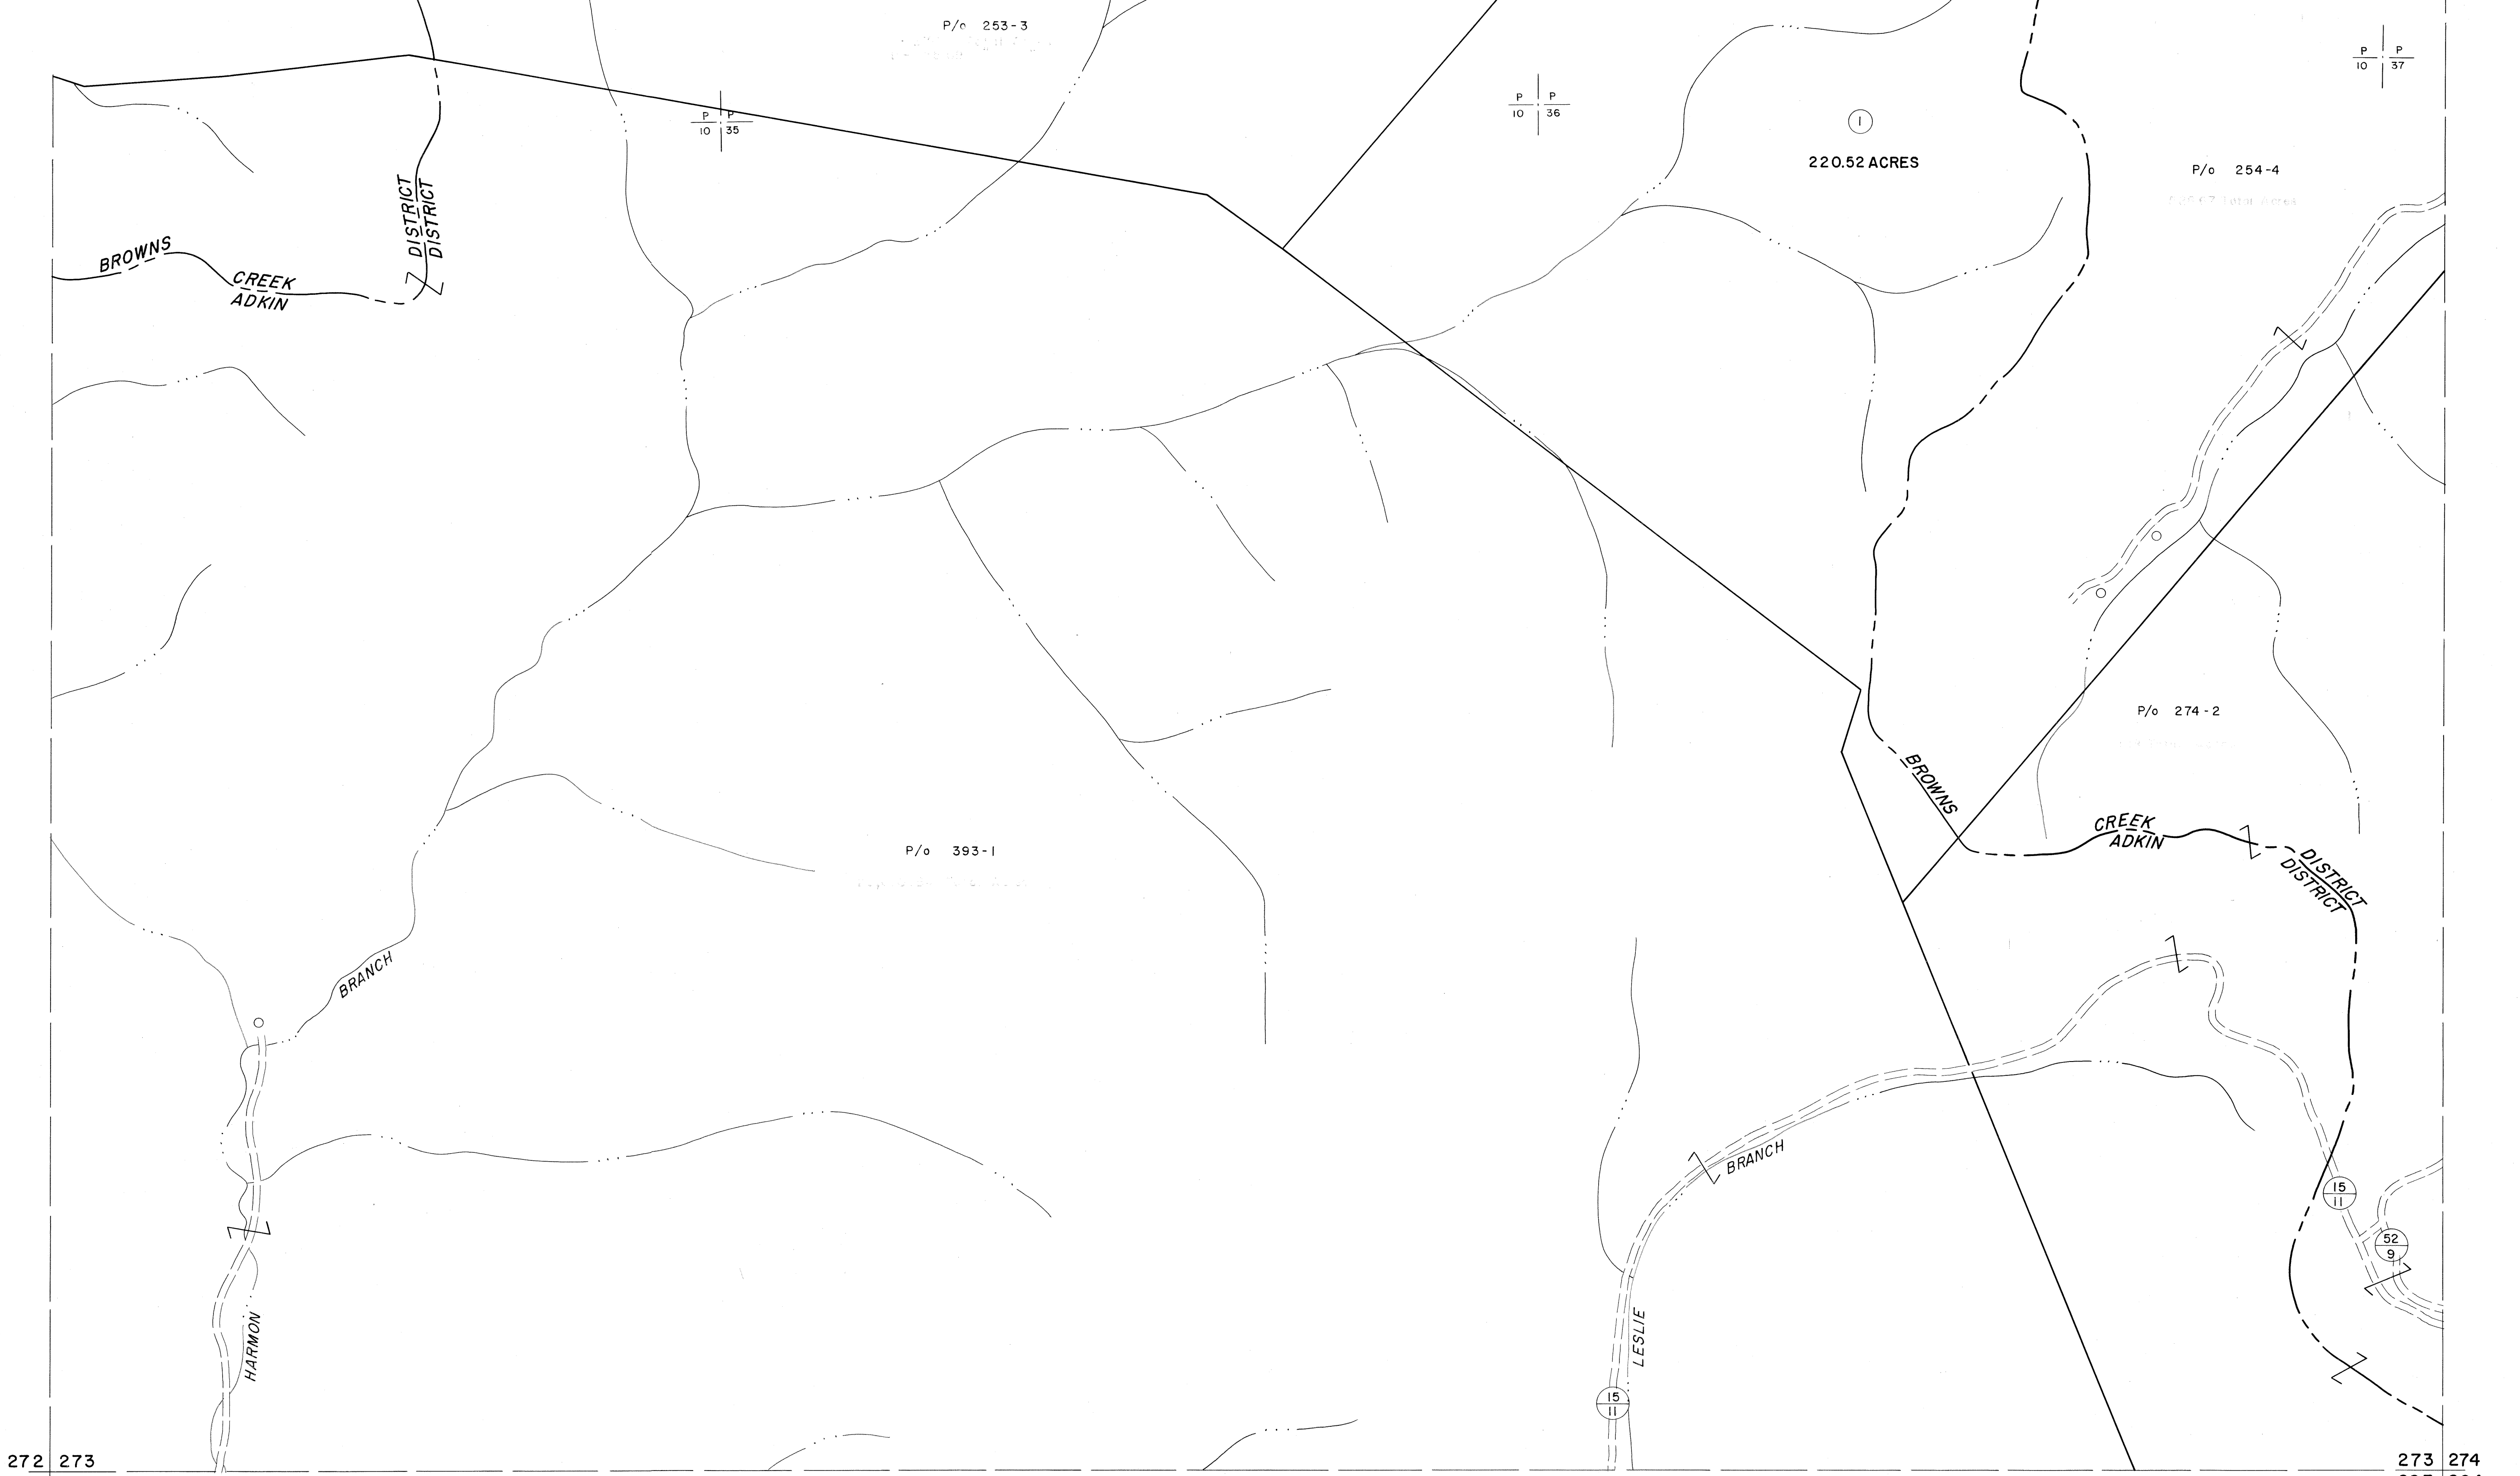 P/o 253-3
P P
10 37
P P
10 36
P P
10 35
1
220.52 ACRES
P/o 254-4
DISTRICT
DISTRICT
BROWNS
CREEK
ADKIN
P/o 274-2
BROWNS
CREEK
ADKIN
DISTRICT
DISTRICT
P/o 393-1
BRANCH
BRANCH
15
11
52
9
HARMON
LESLIE
15
11
272 273
273 274